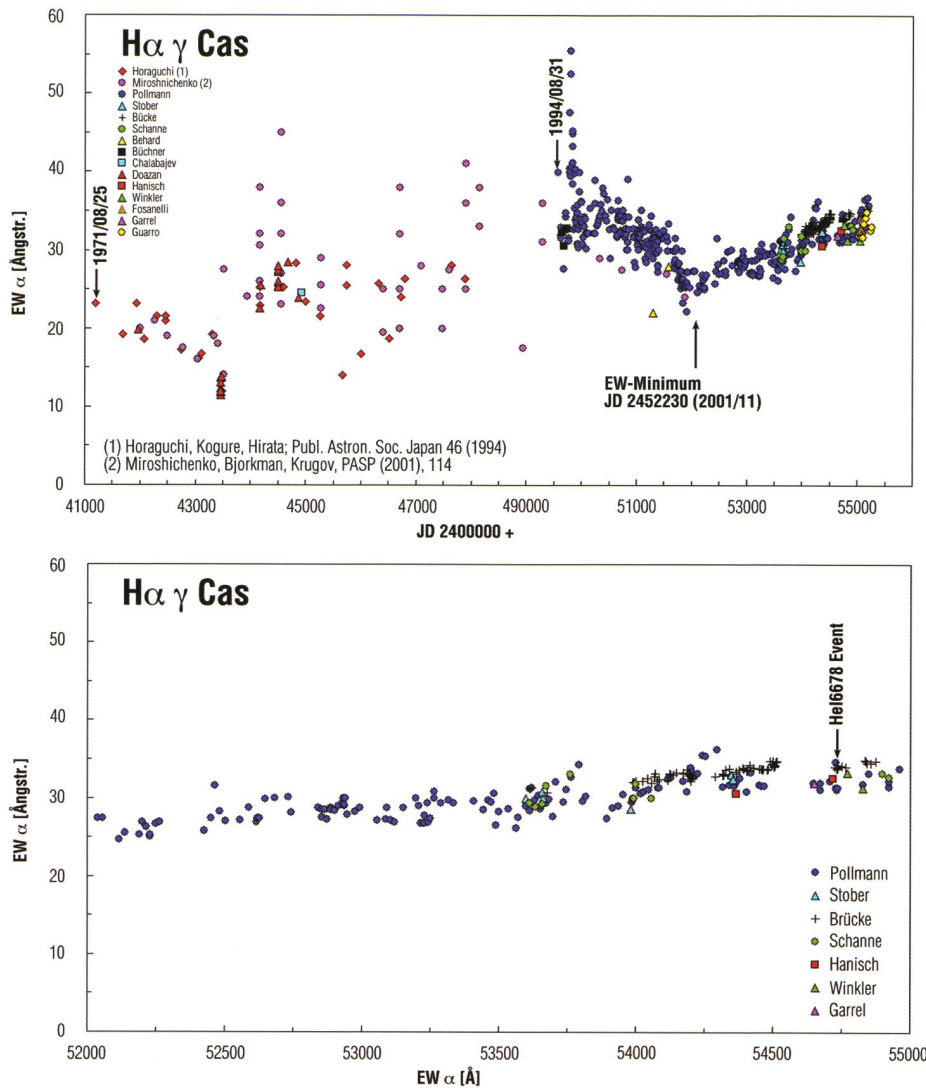 Hα γ Cas
Horaguchi (1)
Miroshnichenko (2)
Pollmann
Stober
Bücke
Schanne
Behard
Büchner
Chalabajev
Doazan
Hanisch
Winkler
Fosanelli
Garrel
Guarro
60
50
40
30
20
10
0
EW α [Ångstr.]
1971/08/25
1994/08/31
EW-Minimum
JD 2452230 (2001/11)
(1) Horaguchi, Kogure, Hirata; Publ. Astron. Soc. Japan 46 (1994)
(2) Miroshichenko, Bjorkman, Krugov, PASP (2001), 114
41000 43000 45000 47000 490000 51000 53000 55000
JD 2400000 +
Hα γ Cas
60
50
40
30
20
10
0
EW α [Ångstr.]
HeI6678 Event
Pollmann
Stober
Brücke
Schanne
Hanisch
Winkler
Garrel
52000 52500 53000 53500 54000 54500 55000
EW α [Å]